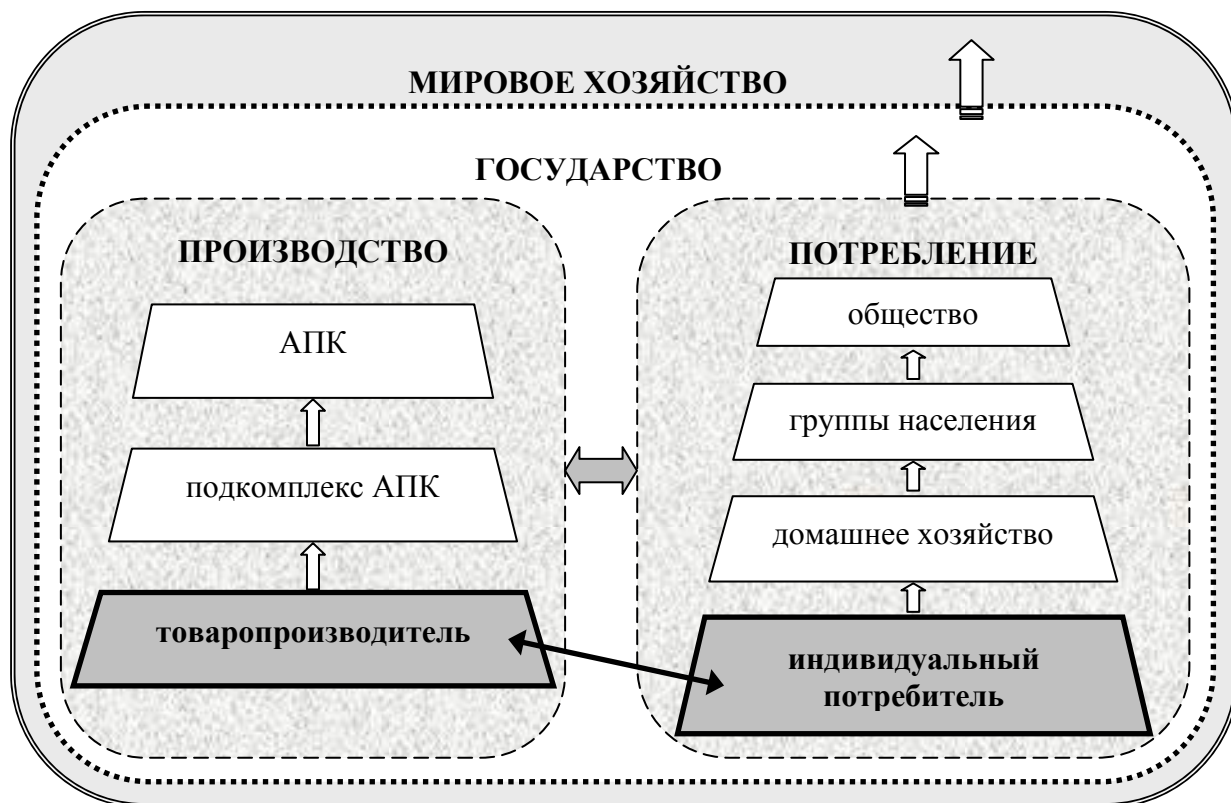 МИРОВОЕ ХОЗЯЙСТВО
ГОСУДАРСТВО
ПРОИЗВОДСТВО
АПК
подкомплекс АПК
товаропроизводитель
ПОТРЕБЛЕНИЕ
общество
группы населения
домашнее хозяйство
индивидуальный
потребитель